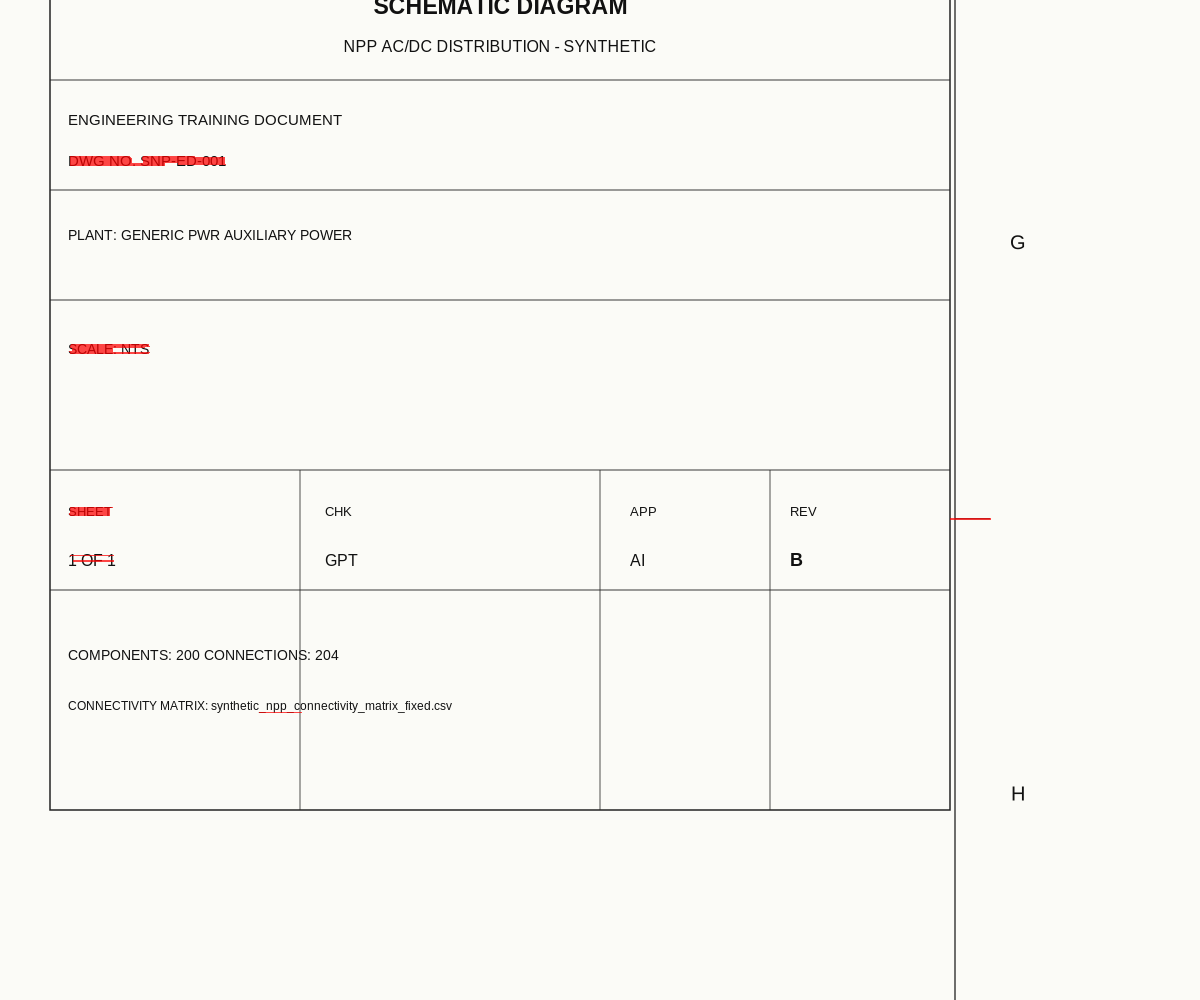 SCHEMATIC DIAGRAM
NPP AC/DC DISTRIBUTION - SYNTHETIC
ENGINEERING TRAINING DOCUMENT
DWG NO. SNP-ED-001
PLANT: GENERIC PWR AUXILIARY POWER
G
SCALE: NTS
SHEET CHK APP REV
1 OF 1 GPT AI B
COMPONENTS: 200 CONNECTIONS: 204
CONNECTIVITY MATRIX: synthetic_npp_connectivity_matrix_fixed.csv
H